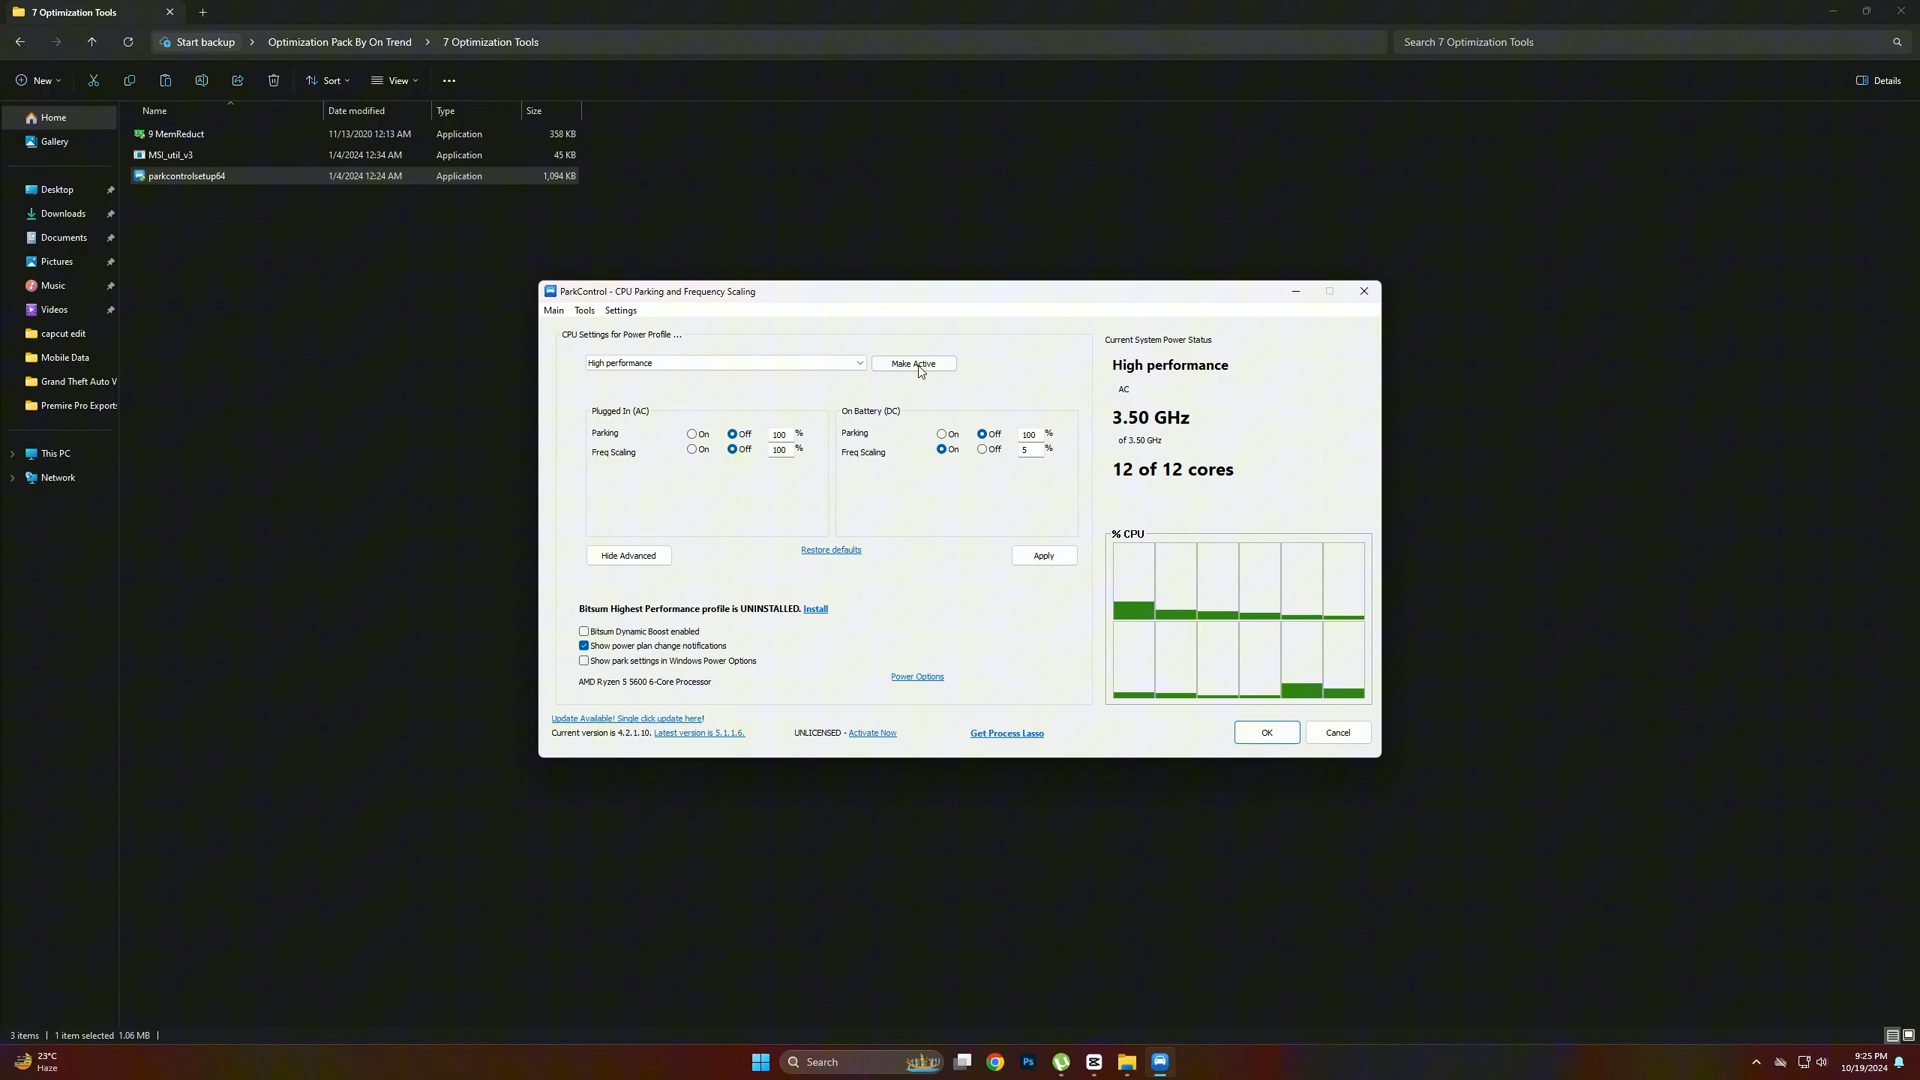 7 Optimization Tools
Start backup > Optimization Pack By On Trend > 7 Optimization Tools
Search 7 Optimization Tools
New Sort View Details
Name Date modified Type Size
9 MemReduct 11/13/2020 12:13 AM Application 358 KB
MSI_util_v3 1/4/2024 12:34 AM Application 45 KB
parkcontrolsetup64 1/4/2024 12:24 AM Application 1,094 KB
Home
Gallery
Desktop
Downloads
Documents
Pictures
Music
Videos
capcut edit
Mobile Data
Grand Theft Auto V
Premire Pro Exports
This PC
Network
ParkControl - CPU Parking and Frequency Scaling
Main Tools Settings
CPU Settings for Power Profile ...
High performance Make Active
Plugged In (AC)
Parking On Off 100 %
Freq Scaling On Off 100 %
On Battery (DC)
Parking On Off 100 %
Freq Scaling On Off 5 %
Hide Advanced Restore defaults Apply
Bitsum Highest Performance profile is UNINSTALLED. Install
Bitsum Dynamic Boost enabled
Show power plan change notifications
Show park settings in Windows Power Options
AMD Ryzen 5 5600 6-Core Processor
Power Options
Update Available! Single click update here!
Current version is 4.2.1.10. Latest version is 5.1.1.6. UNLICENSED - Activate Now Get Process Lasso
Current System Power Status
High performance
AC
3.50 GHz
of 3.50 GHz
12 of 12 cores
% CPU
OK Cancel
3 items 1 item selected 1.06 MB
23°C
Haze
Search
Ps
9:25 PM
10/19/2024